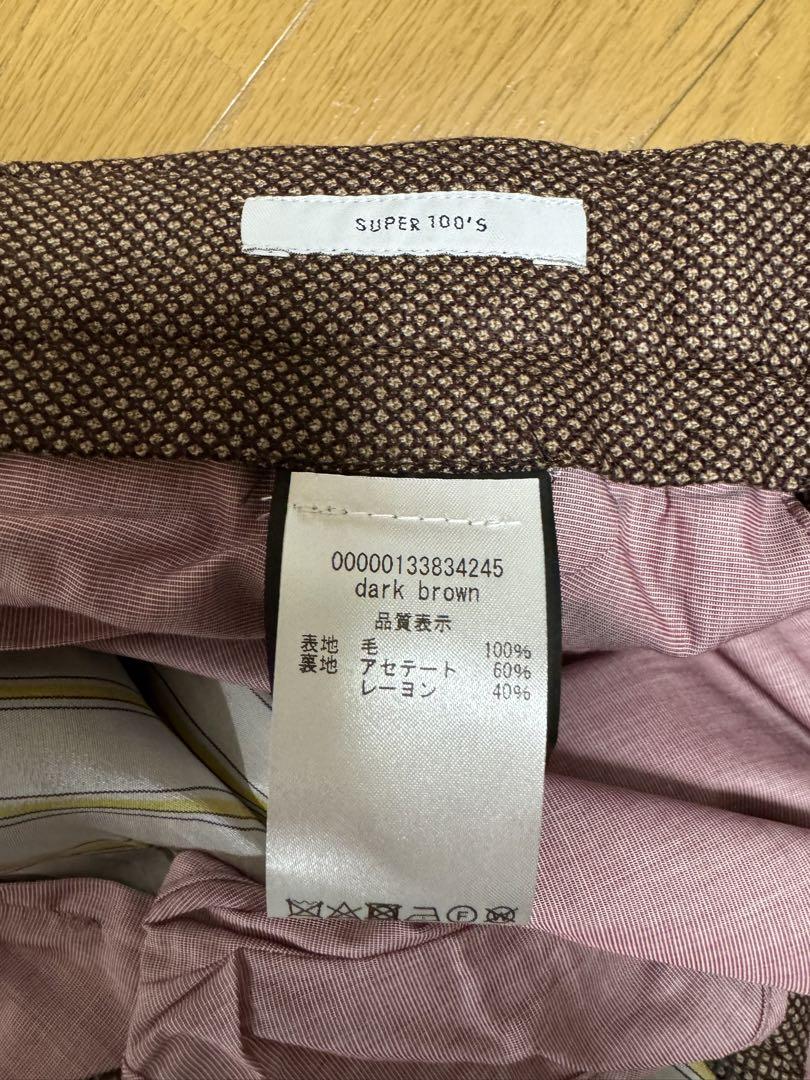 SUPER 100'S
00000133834245
dark brown
品質表示
表地 毛 100%
裏地 アセテート 60%
レーヨン 40%